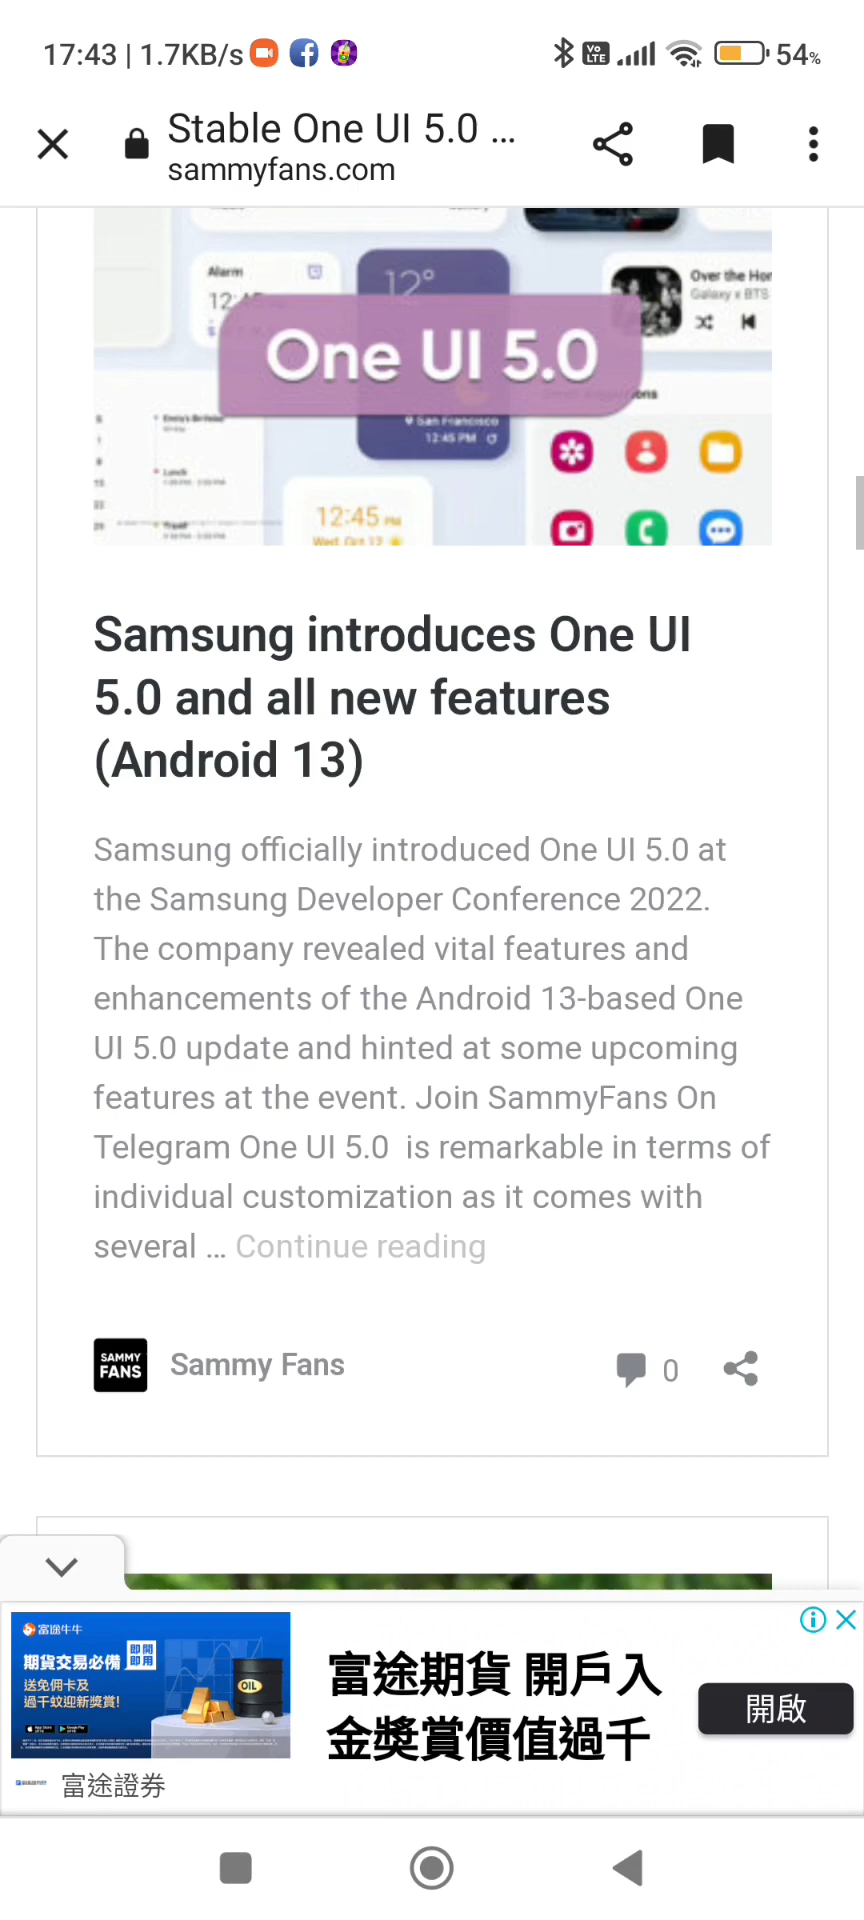 17:43 | 1.7KB/s
Vo LTE
54%
Stable One UI 5.0 ...
sammyfans.com
Alarm
12°
Over the Hor
Galaxy x BTS
One UI 5.0
San Francisco
12:45 PM
Lunch
12:45 PM
Wed, Oct 12
Samsung introduces One UI
5.0 and all new features
(Android 13)
Samsung officially introduced One UI 5.0 at
the Samsung Developer Conference 2022.
The company revealed vital features and
enhancements of the Android 13-based One
UI 5.0 update and hinted at some upcoming
features at the event. Join SammyFans On
Telegram One UI 5.0  is remarkable in terms of
individual customization as it comes with
several ... Continue reading
SAMMY
FANS
Sammy Fans
0
富途牛牛
期貨交易必備 即開即用
送免佣卡及
過千蚊迎新獎賞!
OIL
富途期貨 開戶入
金獎賞價值過千
開啟
富途證券